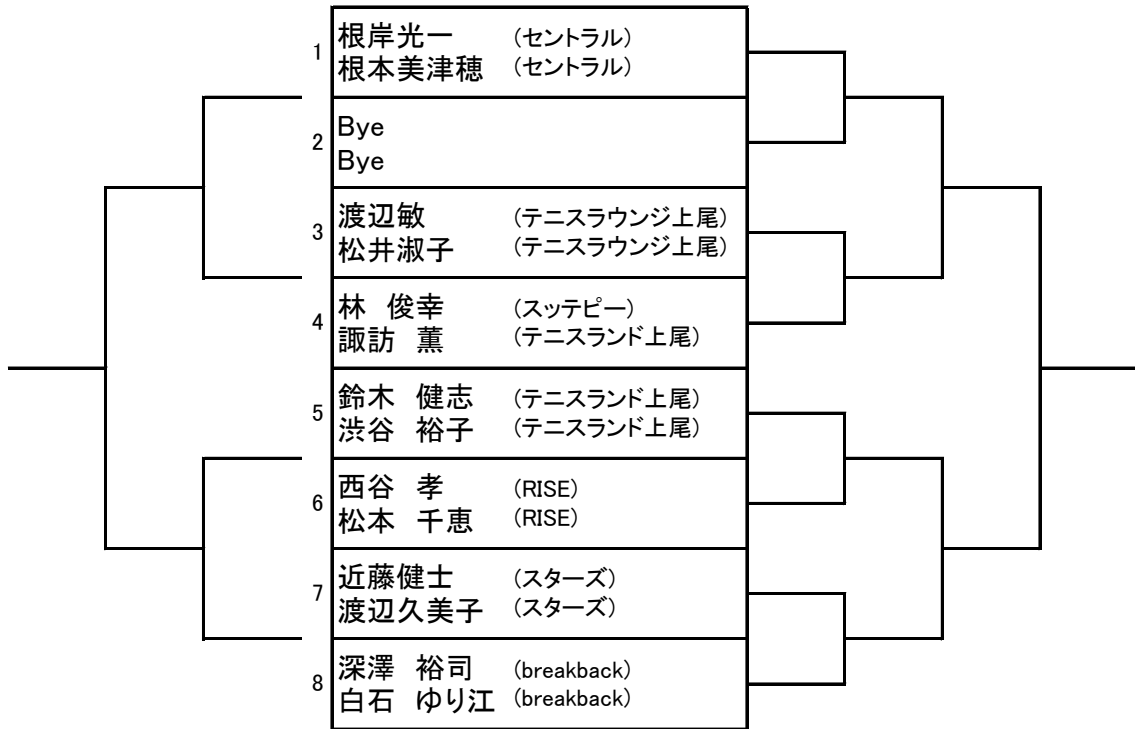 1 根岸光一 (セントラル)
根本美津穂 (セントラル)
2 Bye
Bye
3 渡辺敏 (テニスラウンジ上尾)
松井淑子 (テニスラウンジ上尾)
4 林 俊幸 (スッテピー)
諏訪 薫 (テニスランド上尾)
5 鈴木 健志 (テニスランド上尾)
渋谷 裕子 (テニスランド上尾)
6 西谷 孝 (RISE)
松本 千恵 (RISE)
7 近藤健士 (スターズ)
渡辺久美子 (スターズ)
8 深澤 裕司 (breakback)
白石 ゆり江 (breakback)